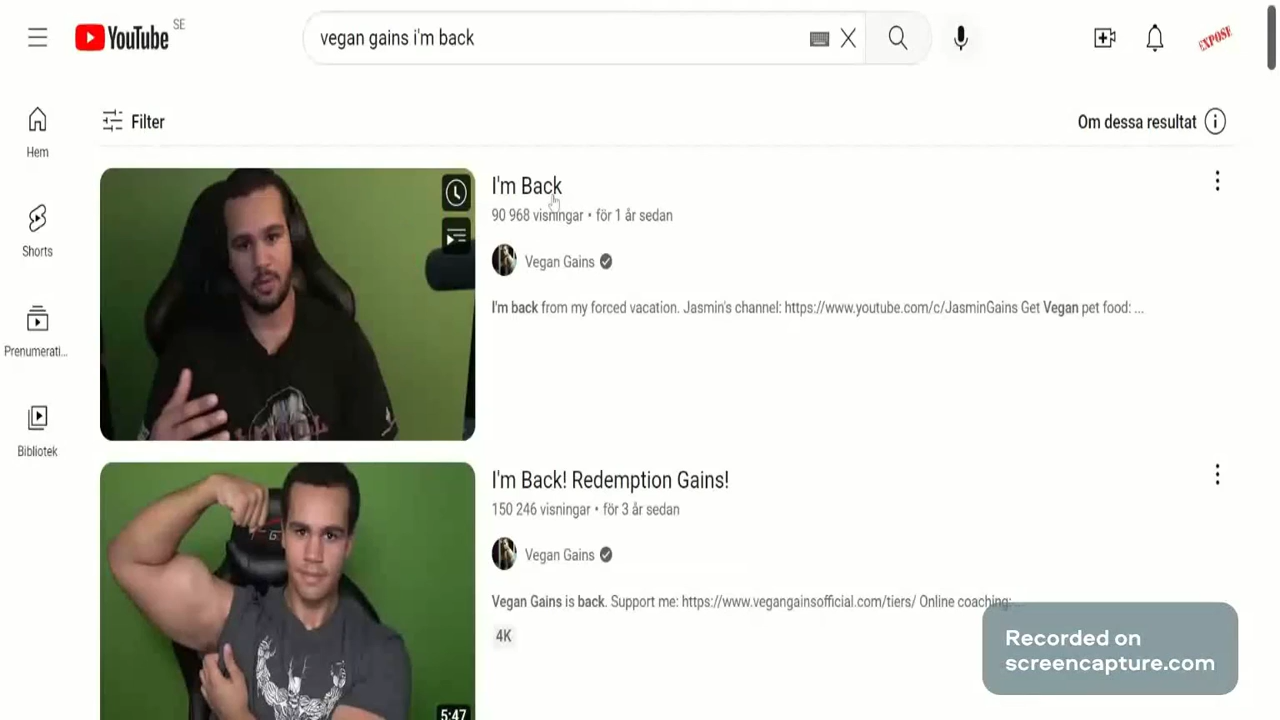 YouTube SE
vegan gains i'm back
EXPOSE
Hem
Shorts
Prenumerati...
Bibliotek
Filter
Om dessa resultat
I'm Back
90 968 visningar • för 1 år sedan
Vegan Gains
I'm back from my forced vacation. Jasmin's channel: https://www.youtube.com/c/JasminGains Get Vegan pet food: ...
I'm Back! Redemption Gains!
150 246 visningar • för 3 år sedan
Vegan Gains
Vegan Gains is back. Support me: https://www.vegangainsofficial.com/tiers/ Online coaching: ...
4K
5:47
Recorded on
screencapture.com